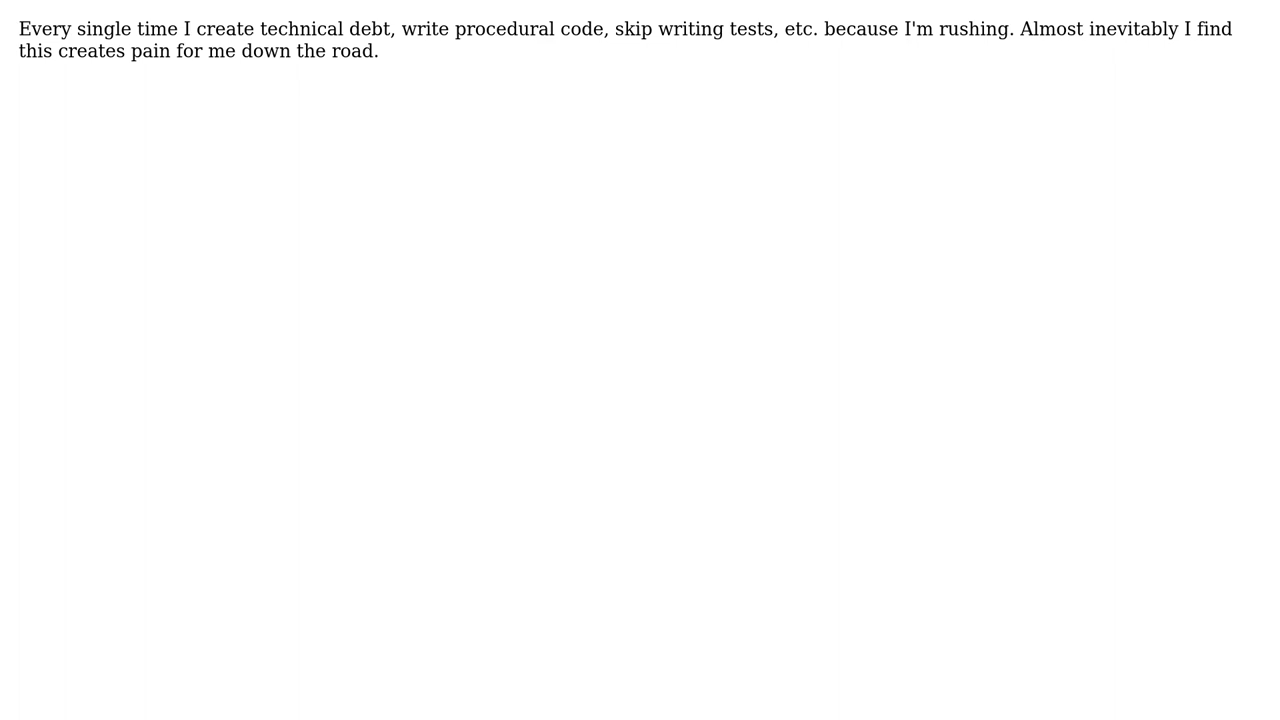 Every single time I create technical debt, write procedural code, skip writing tests, etc. because I'm rushing. Almost inevitably I find
this creates pain for me down the road.